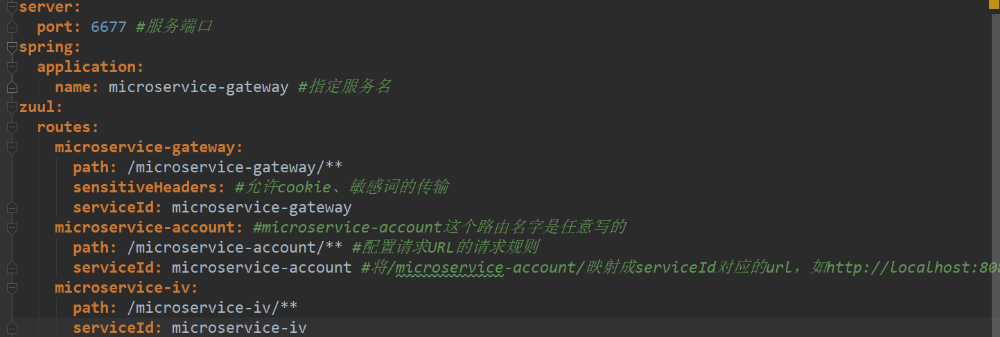 server:
  port: 6677 #服务端口
spring:
  application:
    name: microservice-gateway #指定服务名
zuul:
  routes:
    microservice-gateway:
      path: /microservice-gateway/**
      sensitiveHeaders: #允许cookie、敏感词的传输
      serviceId: microservice-gateway
    microservice-account: #microservice-account这个路由名字是任意写的
      path: /microservice-account/** #配置请求URL的请求规则
      serviceId: microservice-account #将/microservice-account/映射成serviceId对应的url，如http://localhost:808
    microservice-iv:
      path: /microservice-iv/**
      serviceId: microservice-iv